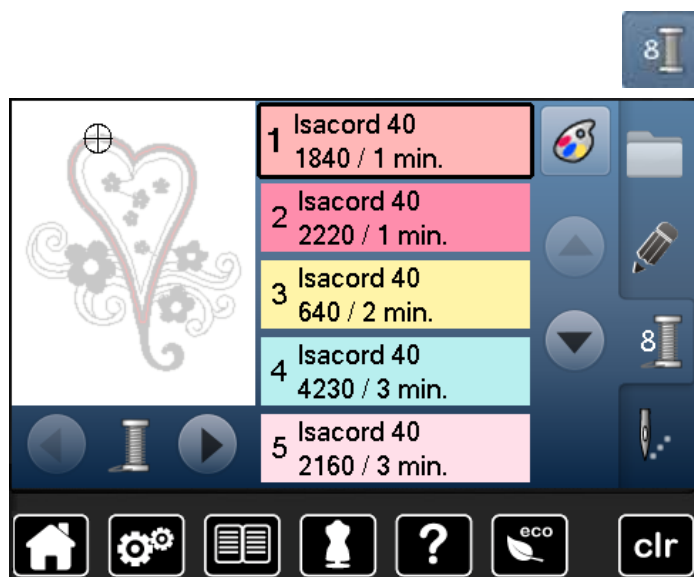 8
1 Isacord 40
1840 / 1 min.
2 Isacord 40
2220 / 1 min.
3 Isacord 40
640 / 2 min.
4 Isacord 40
4230 / 3 min.
5 Isacord 40
2160 / 3 min.
8
?
eco
clr